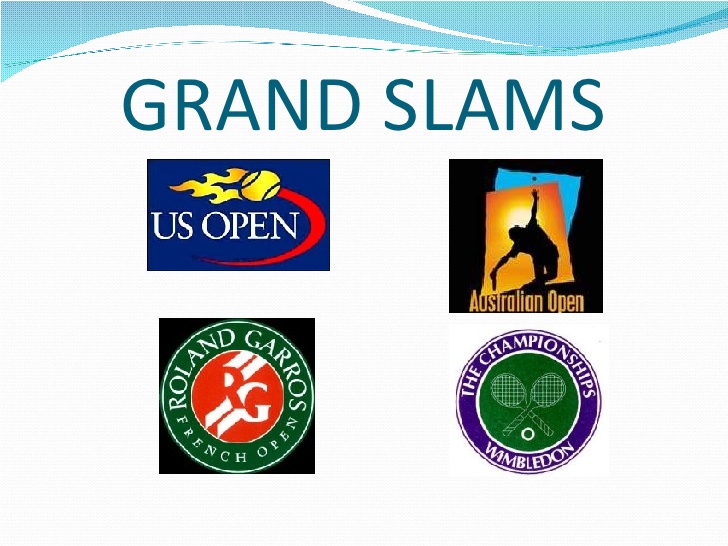 GRAND SLAMS
US OPEN
Australian Open
ROLAND GARROS
RG
FRENCH OPEN
THE CHAMPIONSHIPS
WIMBLEDON